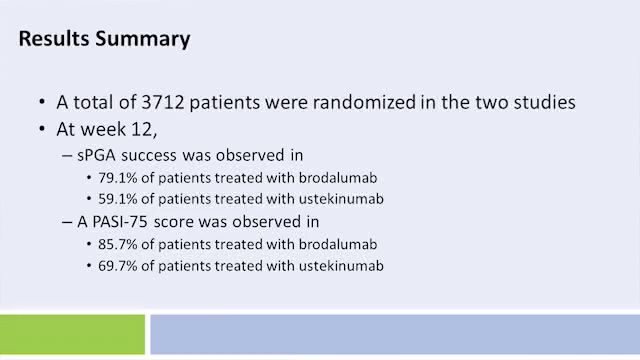 Results Summary
• A total of 3712 patients were randomized in the two studies
• At week 12,
– sPGA success was observed in
• 79.1% of patients treated with brodalumab
• 59.1% of patients treated with ustekinumab
– A PASI-75 score was observed in
• 85.7% of patients treated with brodalumab
• 69.7% of patients treated with ustekinumab